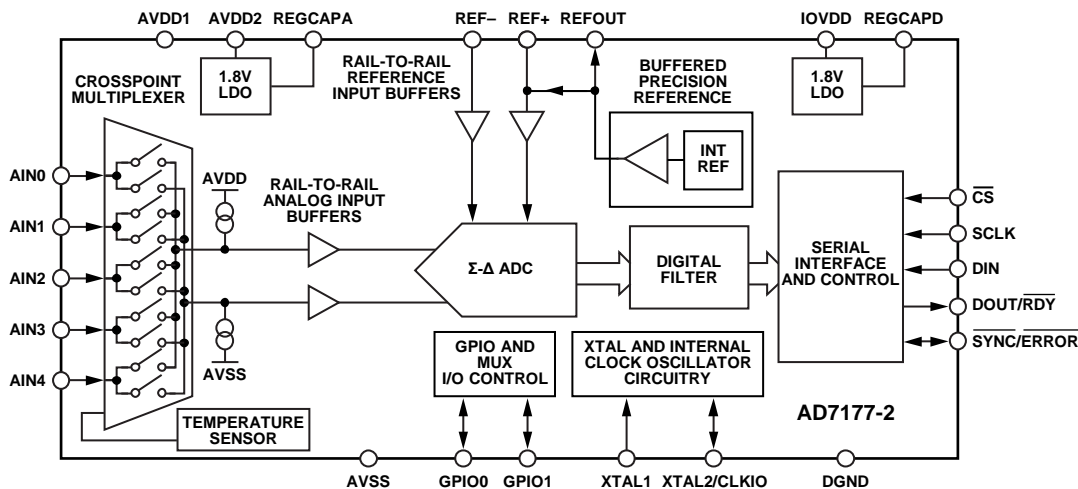 AVDD1
AVDD2
REGCAPA
REF–
REF+
REFOUT
IOVDD
REGCAPD
CROSSPOINT
MULTIPLEXER
1.8V
LDO
RAIL-TO-RAIL
REFERENCE
INPUT BUFFERS
BUFFERED
PRECISION
REFERENCE
1.8V
LDO
INT
REF
AIN0
AIN1
AIN2
AIN3
AIN4
AVDD
RAIL-TO-RAIL
ANALOG INPUT
BUFFERS
AVSS
Σ-Δ ADC
DIGITAL
FILTER
SERIAL
INTERFACE
AND CONTROL
CS
SCLK
DIN
DOUT/RDY
SYNC/ERROR
GPIO AND
MUX
I/O CONTROL
XTAL AND INTERNAL
CLOCK OSCILLATOR
CIRCUITRY
TEMPERATURE
SENSOR
AD7177-2
AVSS
GPIO0
GPIO1
XTAL1
XTAL2/CLKIO
DGND